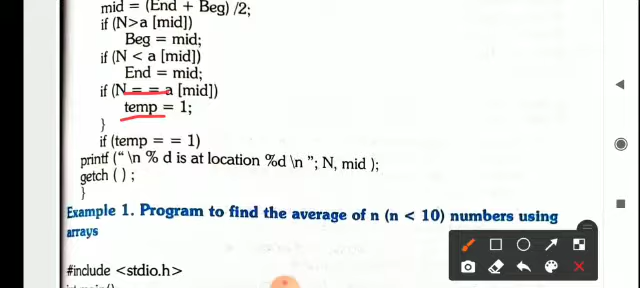 mid = (End + Beg) /2;
if (N>a [mid])
Beg = mid;
if (N < a [mid])
End = mid;
if (N = = a [mid])
temp = 1;
}
if (temp = = 1)
printf (“ \n % d is at location %d \n ”; N, mid );
getch ( ) ;
}
Example 1. Program to find the average of n (n < 10) numbers using
arrays
#include <stdio.h>
int main()